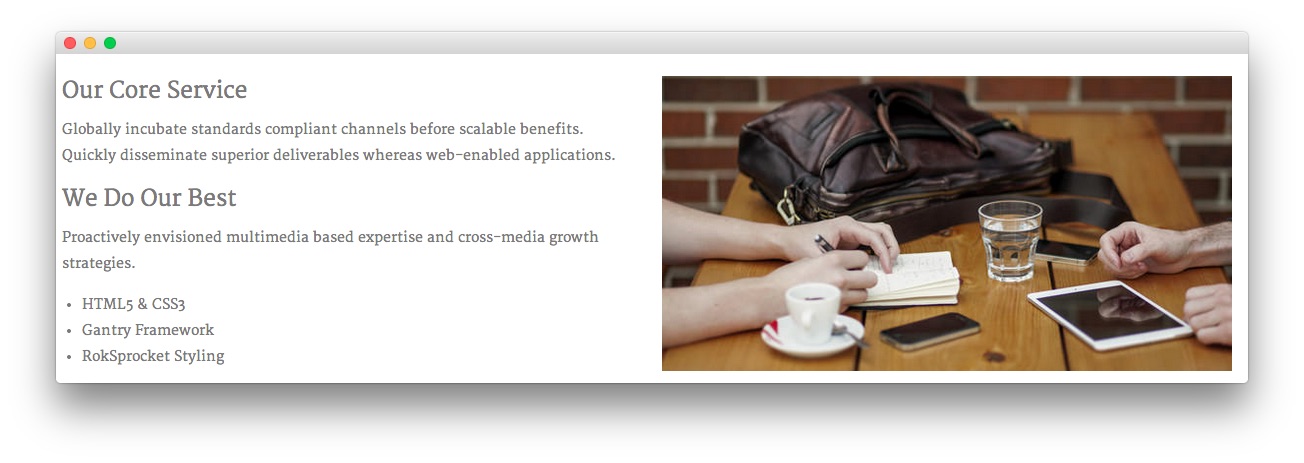 Our Core Service
Globally incubate standards compliant channels before scalable benefits.
Quickly disseminate superior deliverables whereas web-enabled applications.
We Do Our Best
Proactively envisioned multimedia based expertise and cross-media growth
strategies.
• HTML5 & CSS3
• Gantry Framework
• RokSprocket Styling